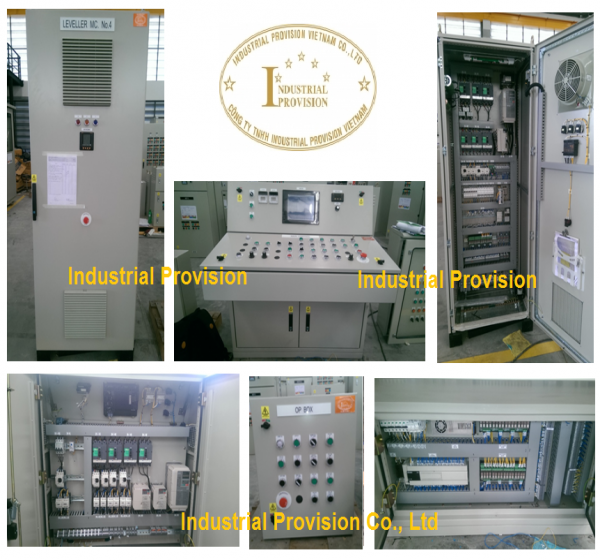 LEVELLER MC. No.4
INDUSTRIAL PROVISION VIETNAM CO.,LTD
INDUSTRIAL
PROVISION
CÔNG TY TNHH INDUSTRIAL PROVISION VIETNAM
Industrial Provision
Industrial Provision
OP BOX
Industrial Provision Co., Ltd